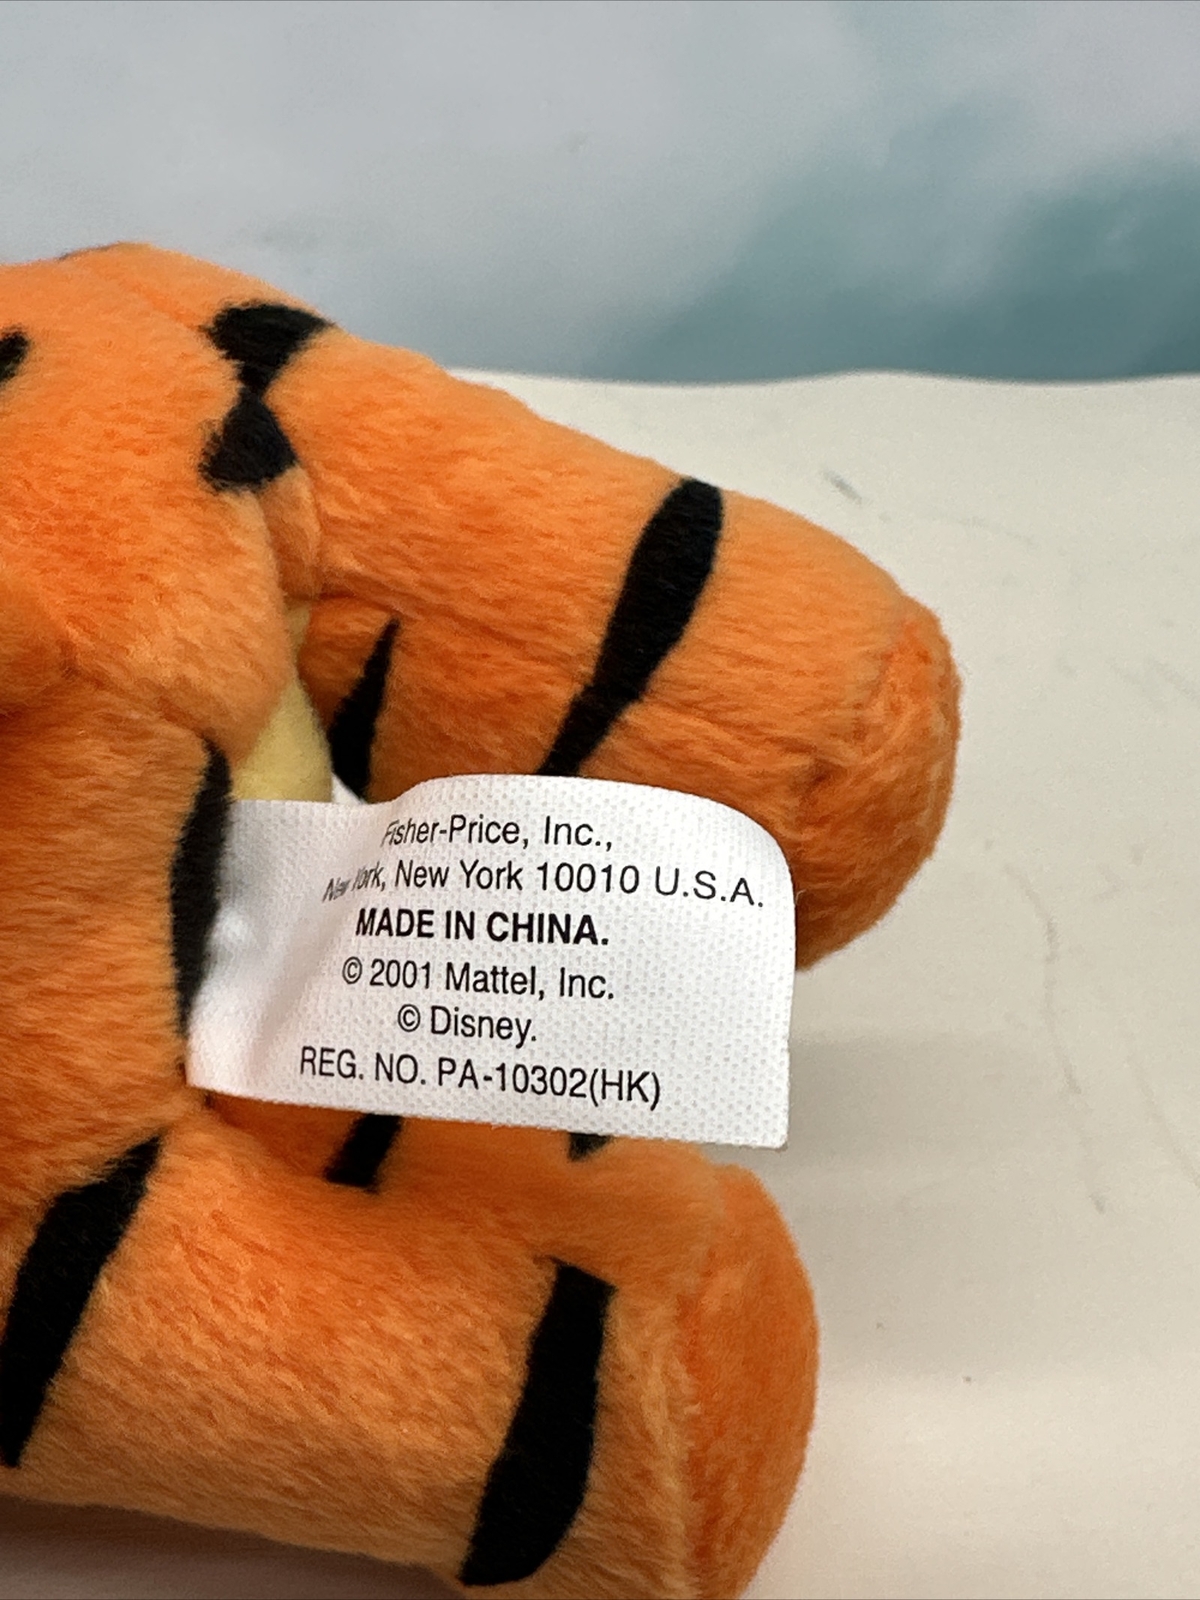 Fisher-Price, Inc.,
New York, New York 10010 U.S.A.
MADE IN CHINA.
© 2001 Mattel, Inc.
© Disney.
REG. NO. PA-10302(HK)